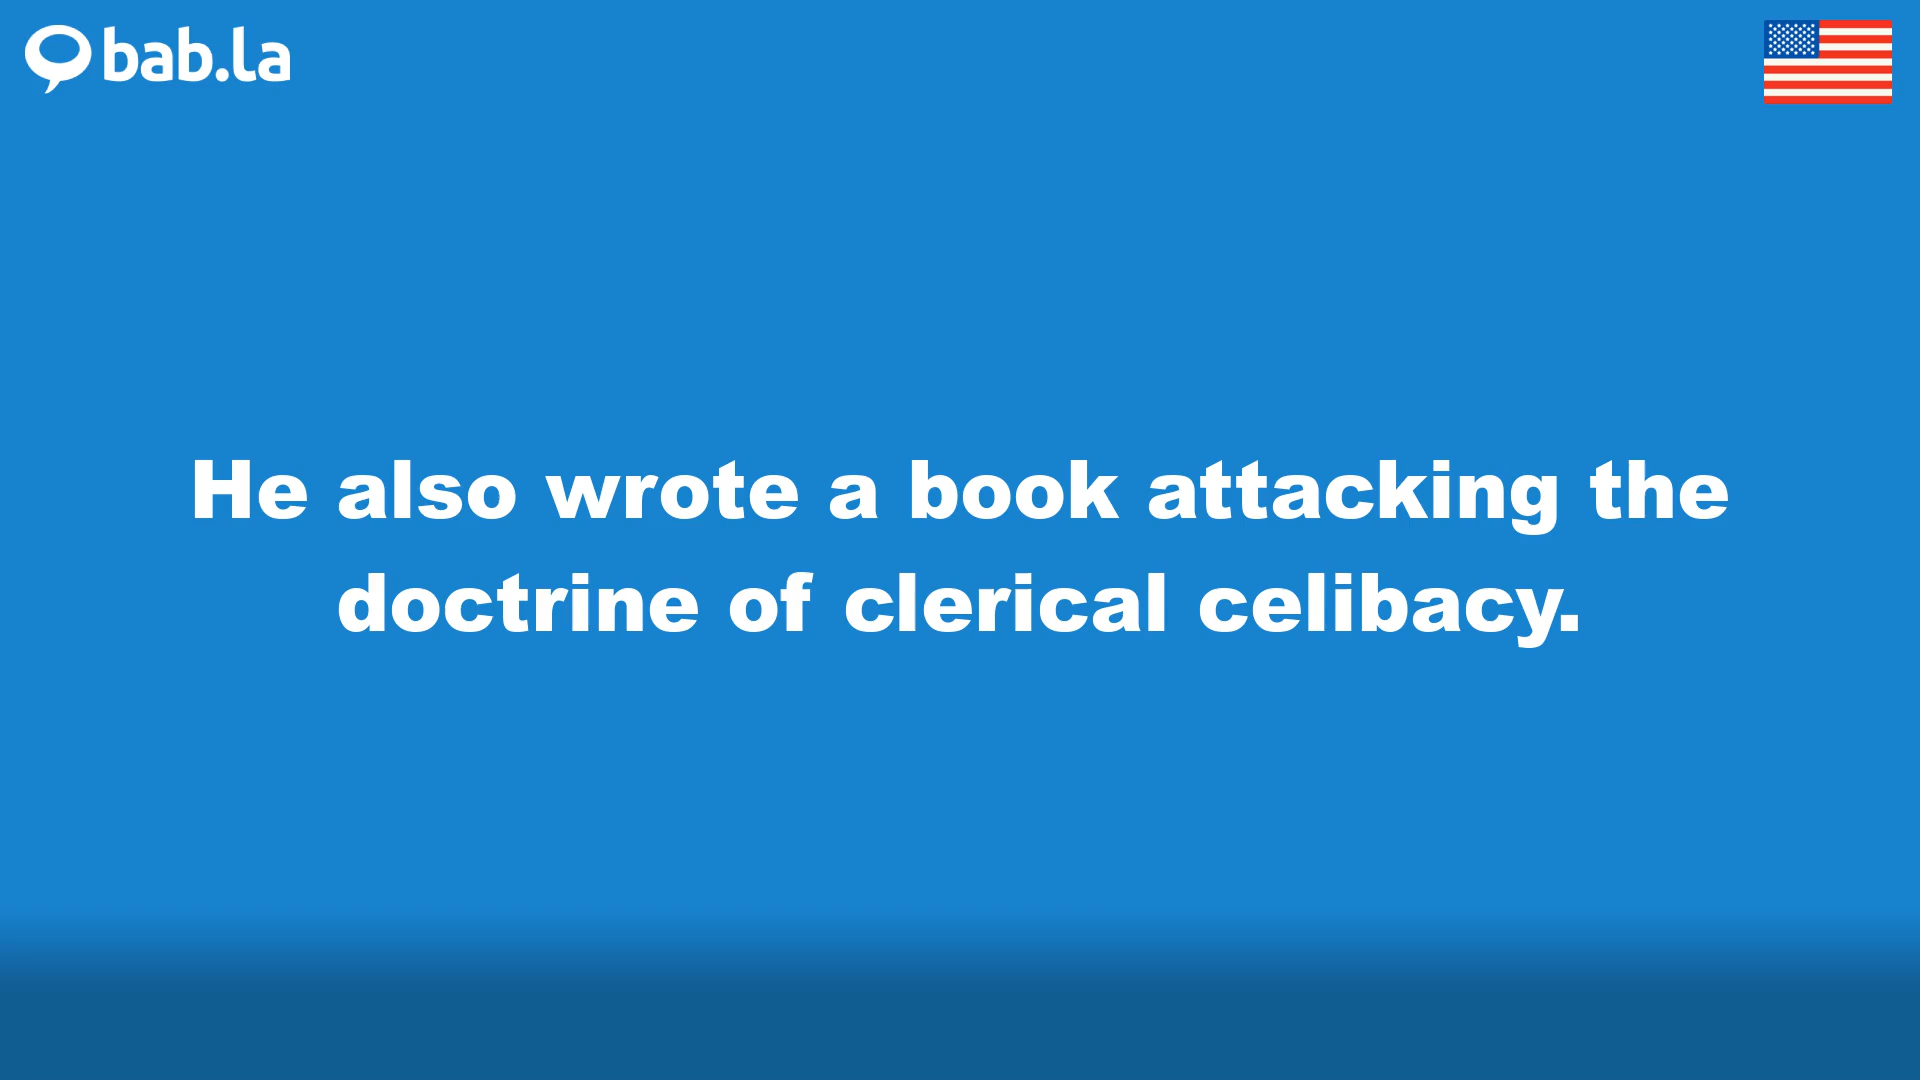 bab.la
He also wrote a book attacking the
doctrine of clerical celibacy.